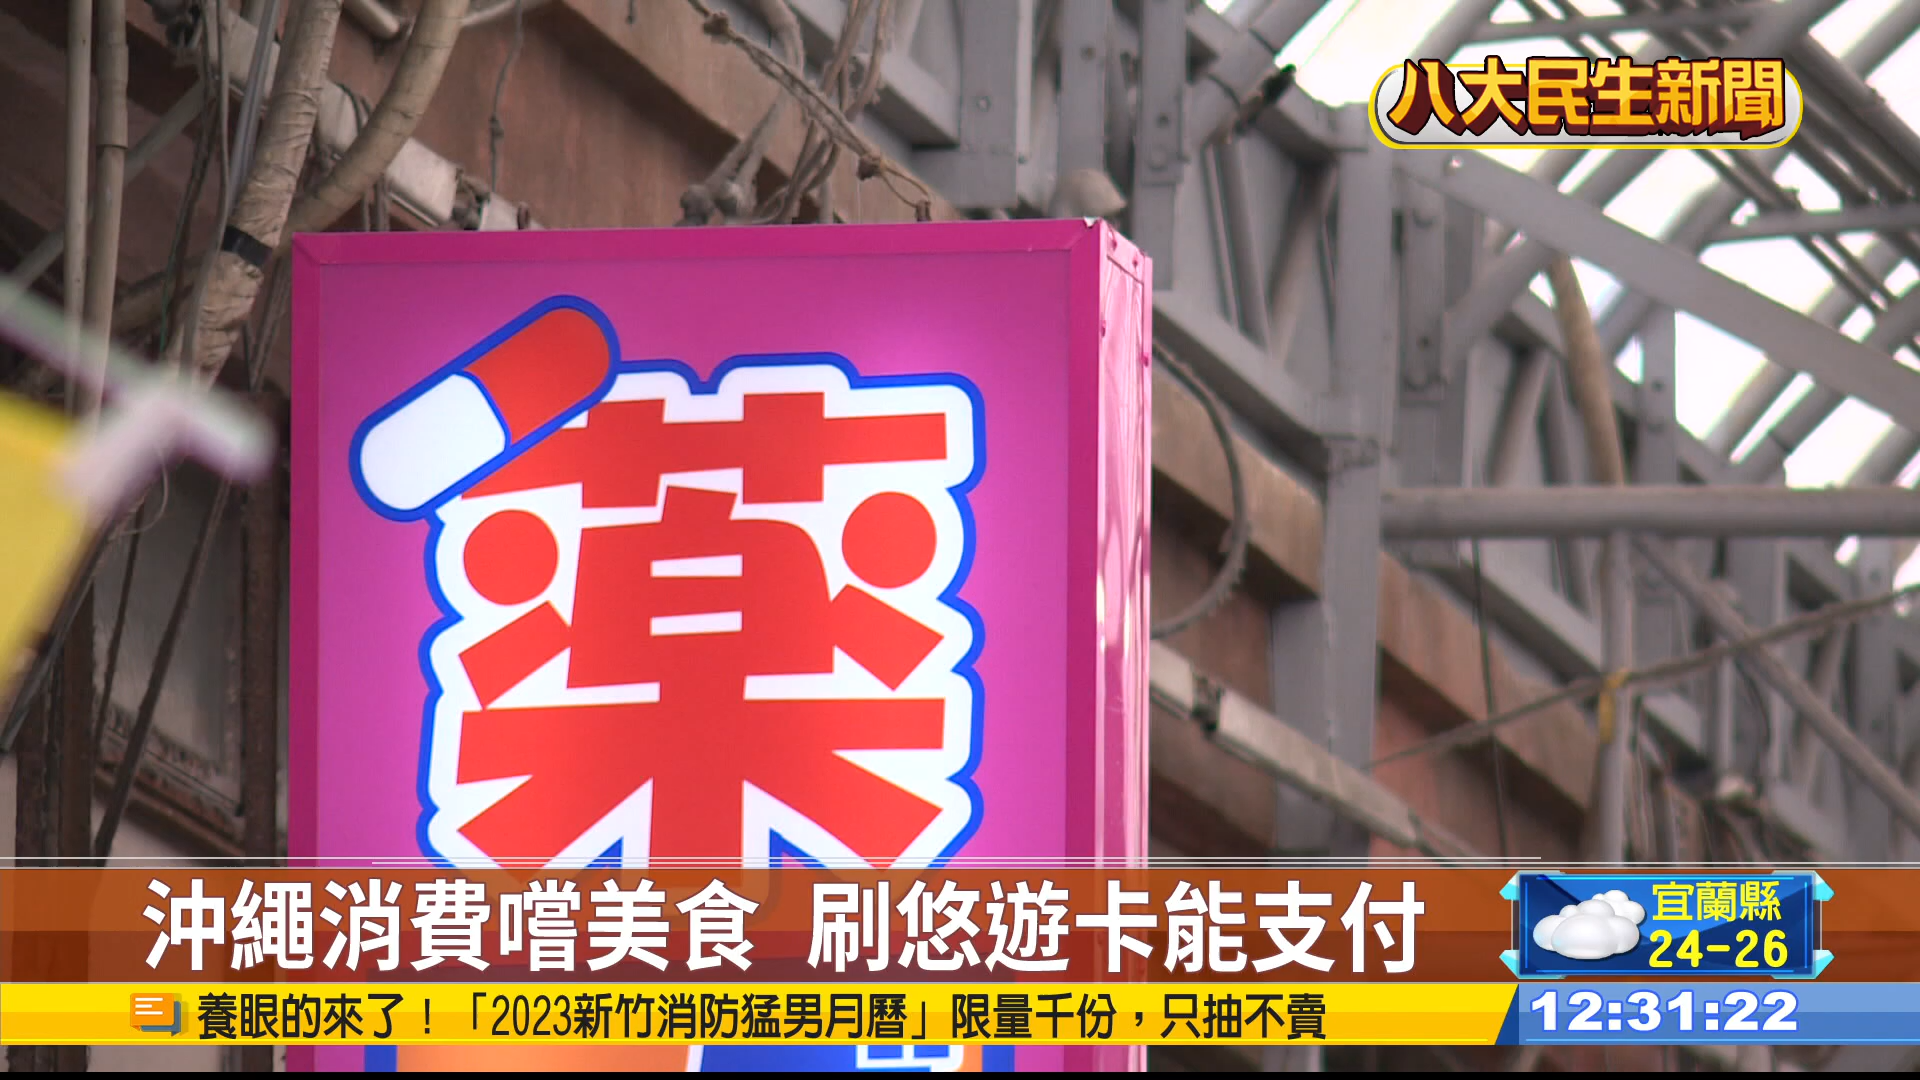 八大民生新聞
薬
沖繩消費嚐美食 刷悠遊卡能支付
宜蘭縣
24-26
養眼的來了！「2023新竹消防猛男月曆」限量千份，只抽不賣
12:31:22